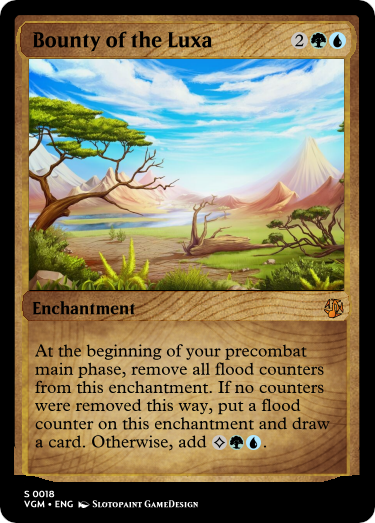 Bounty of the Luxa 2
Enchantment
At the beginning of your precombat
main phase, remove all flood counters
from this enchantment. If no counters
were removed this way, put a flood
counter on this enchantment and draw
a card. Otherwise, add .
S 0018
VGM • ENG Slotopaint GameDesign